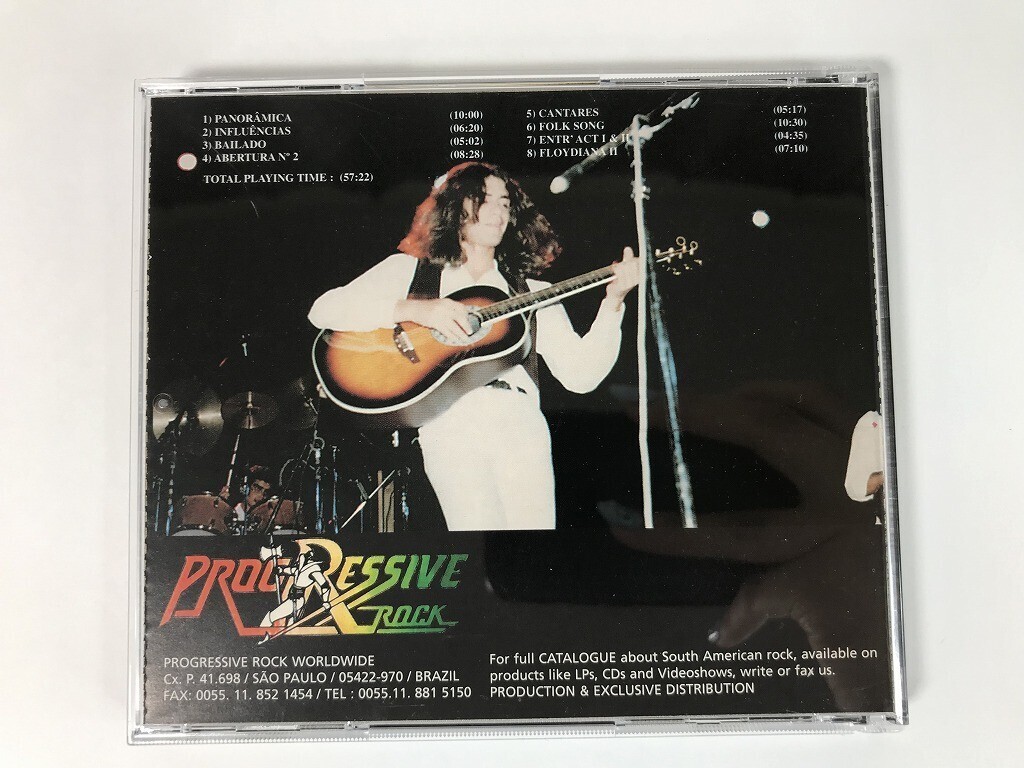 1) PANORÂMICA (10:00)
2) INFLUÊNCIAS (06:20)
3) BAILADO (05:02)
4) ABERTURA Nº 2 (08:28)
TOTAL PLAYING TIME : (57:22)
5) CANTARES (05:17)
6) FOLK SONG (10:30)
7) ENTR' ACT I & II (04:35)
8) FLOYDIANA II (07:10)
PROGRESSIVE
ROCK
PROGRESSIVE ROCK WORLDWIDE
Cx. P. 41.698 / SÃO PAULO / 05422-970 / BRAZIL
FAX: 0055. 11. 852 1454 / TEL : 0055.11. 881 5150
For full CATALOGUE about South American rock, available on
products like LPs, CDs and Videoshows, write or fax us.
PRODUCTION & EXCLUSIVE DISTRIBUTION